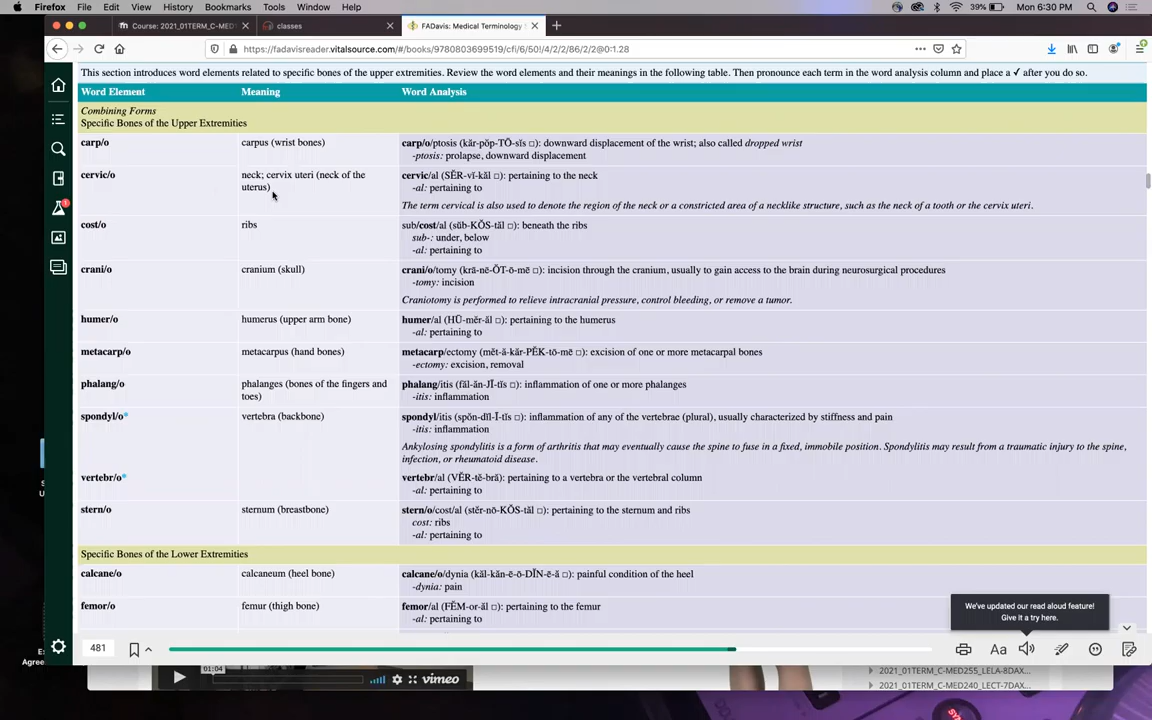 Firefox File Edit View History Bookmarks Tools Window Help 39% Mon 6:30 PM
Course: 2021_01TERM_C-MED classes FADavis: Medical Terminology
https://fadavisreader.vitalsource.com/#/books/9780803699519/cfi/6/60!/4/2/2/86/2/2@0:1.28
This section introduces word elements related to specific bones of the upper extremities. Review the word elements and their meanings in the following table. Then pronounce each term in the word analysis column and place a ✓ after you do so.
Word Element Meaning Word Analysis
Combining Forms
Specific Bones of the Upper Extremities
carp/o carpus (wrist bones) carp/o/ptosis (kăr-pŏp-TŌ-sĭs □): downward displacement of the wrist; also called dropped wrist
-ptosis: prolapse, downward displacement
cervic/o neck; cervix uteri (neck of the cervic/al (SĔR-vĭ-kăl □): pertaining to the neck
uterus) -al: pertaining to
The term cervical is also used to denote the region of the neck or a constricted area of a necklike structure, such as the neck of a tooth or the cervix uteri.
cost/o ribs sub/cost/al (sŭb-KŎS-tăl □): beneath the ribs
sub-: under, below
-al: pertaining to
crani/o cranium (skull) crani/o/tomy (krā-nē-ŎT-ō-mē □): incision through the cranium, usually to gain access to the brain during neurosurgical procedures
-tomy: incision
Craniotomy is performed to relieve intracranial pressure, control bleeding, or remove a tumor.
humer/o humerus (upper arm bone) humer/al (HŪ-mĕr-ăl □): pertaining to the humerus
-al: pertaining to
metacarp/o metacarpus (hand bones) metacarp/ectomy (mĕt-ă-kăr-PĔK-tō-mē □): excision of one or more metacarpal bones
-ectomy: excision, removal
phalang/o phalanges (bones of the fingers and phalang/itis (făl-ăn-JĪ-tĭs □): inflammation of one or more phalanges
toes) -itis: inflammation
spondyl/o* vertebra (backbone) spondyl/itis (spŏn-dĭl-Ī-tĭs □): inflammation of any of the vertebrae (plural), usually characterized by stiffness and pain
-itis: inflammation
Ankylosing spondylitis is a form of arthritis that may eventually cause the spine to fuse in a fixed, immobile position. Spondylitis may result from a traumatic injury to the spine,
infection, or rheumatoid disease.
vertebr/o* vertebr/al (VĔR-tĕ-brăl □): pertaining to a vertebra or the vertebral column
-al: pertaining to
stern/o sternum (breastbone) stern/o/cost/al (stĕr-nō-KŎS-tăl □): pertaining to the sternum and ribs
cost: ribs
-al: pertaining to
Specific Bones of the Lower Extremities
calcane/o calcaneum (heel bone) calcane/o/dynia (kăl-kăn-ē-ō-DĬN-ē-ă □): painful condition of the heel
-dynia: pain
femor/o femur (thigh bone) femor/al (FĔM-or-ăl □): pertaining to the femur
-al: pertaining to
We've updated our read aloud feature!
Give it a try here.
481 Aa
01:04
vimeo
2021_01TERM_C-MED255_LELA-8DAX...
2021_01TERM_C-MED240_LECT-7DAX...